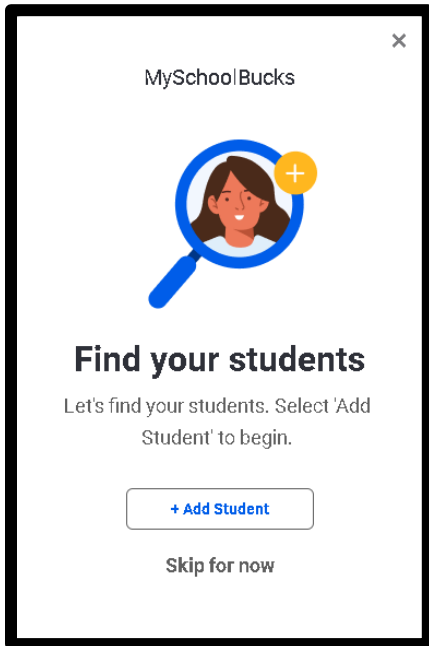 MySchoolBucks
Find your students
Let's find your students. Select 'Add
Student' to begin.
+ Add Student
Skip for now